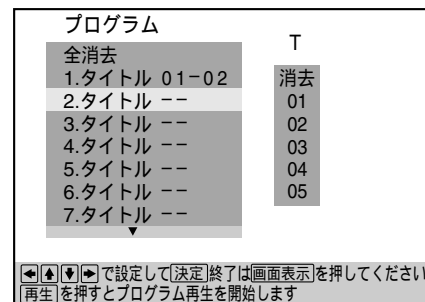 プログラム
T
全消去
1.タイトル 01-02
2.タイトル --
3.タイトル --
4.タイトル --
5.タイトル --
6.タイトル --
7.タイトル --
▼
消去
01
02
03
04
05
←↑↓→で設定して決定終了は画面表示を押してください
再生を押すとプログラム再生を開始します